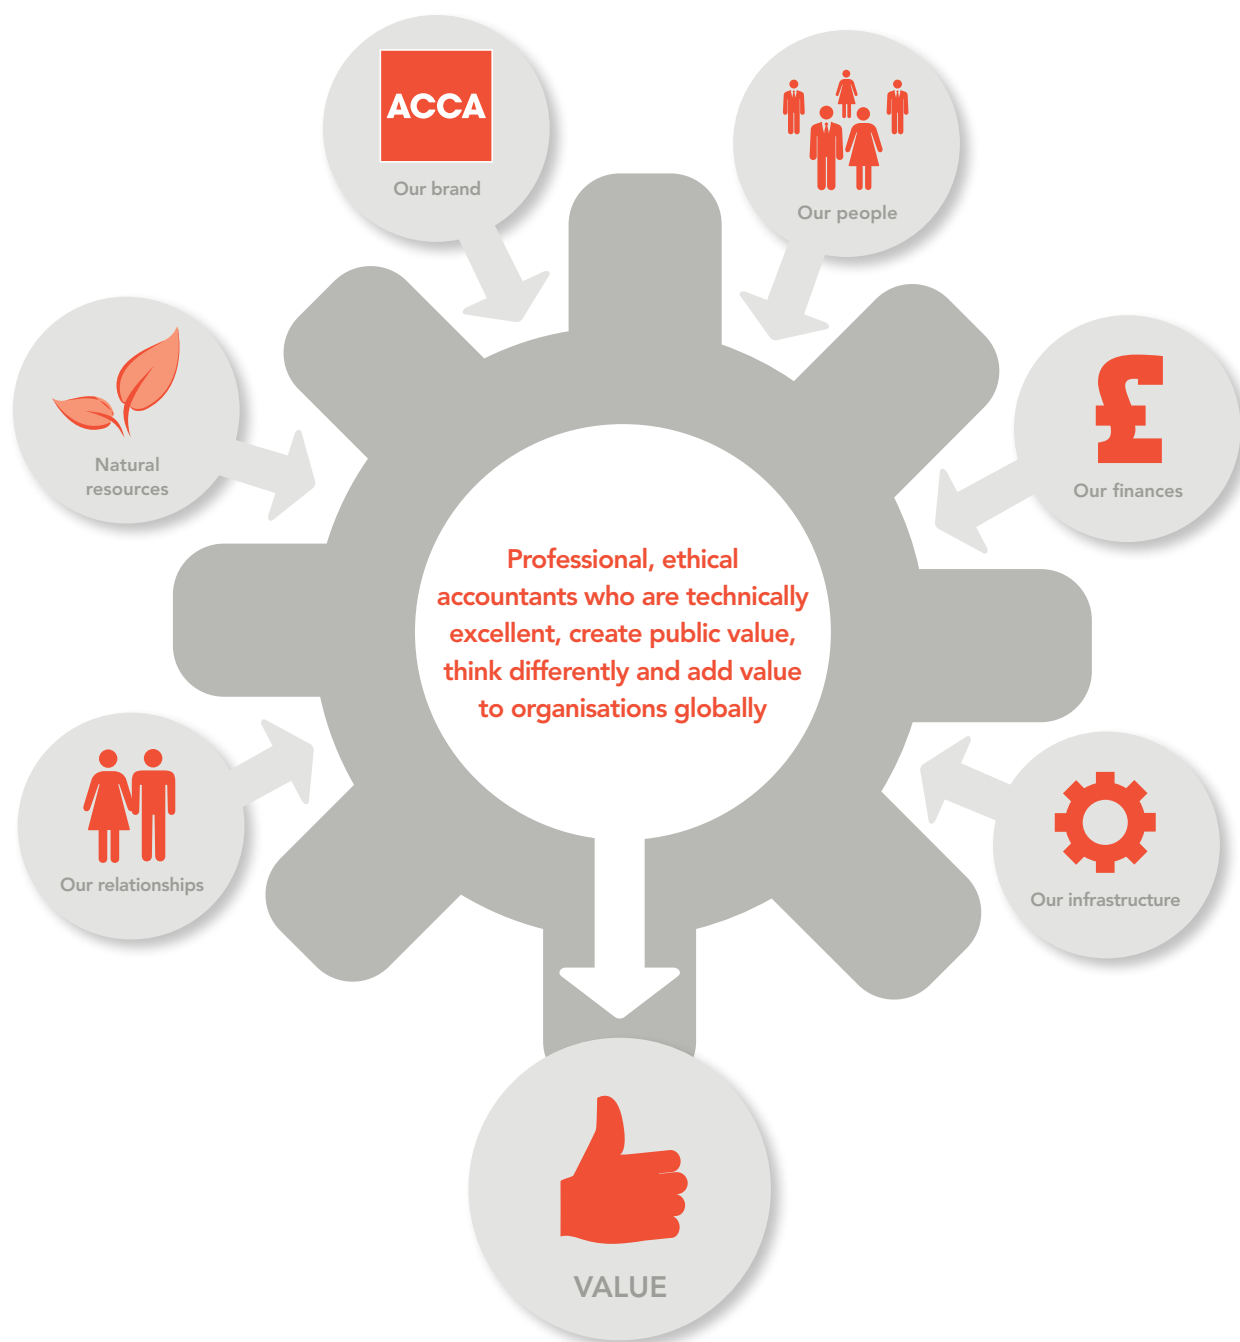 ACCA
Our brand
Our people
Natural
resources
Our finances
Professional, ethical
accountants who are technically
excellent, create public value,
think differently and add value
to organisations globally
Our relationships
Our infrastructure
VALUE